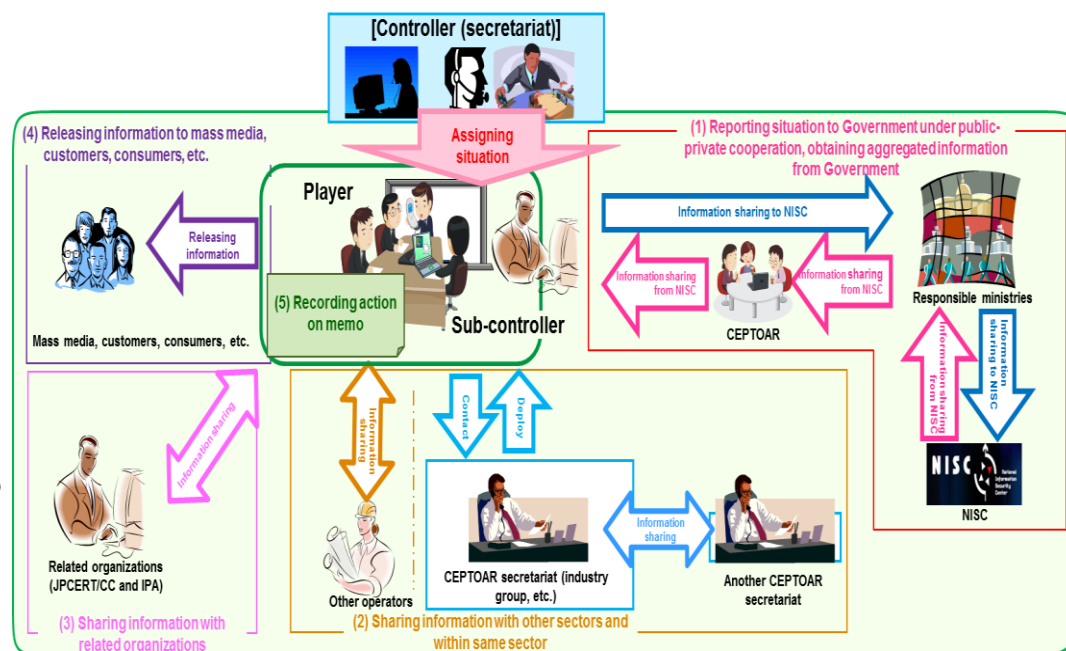 [Controller (secretariat)]
Assigning
situation
(4) Releasing information to mass media,
customers, consumers, etc.
(1) Reporting situation to Government under public-
private cooperation, obtaining aggregated information
from Government
Player
Releasing
information
Information sharing to NISC
Information sharing
from NISC
Information sharing
from NISC
(5) Recording action
on memo
Sub-controller
CEPTOAR
Responsible ministries
Mass media, customers, consumers, etc.
Information
sharing to NISC
Information
sharing from NISC
Information sharing
Information
sharing
Contact
Deploy
NISC
National
Information
Security
Center
NISC
Information
sharing
Related organizations
(JPCERT/CC and IPA)
Other operators
CEPTOAR secretariat (industry
group, etc.)
Another CEPTOAR
secretariat
(3) Sharing information with
related organizations
(2) Sharing information with other sectors and
within same sector